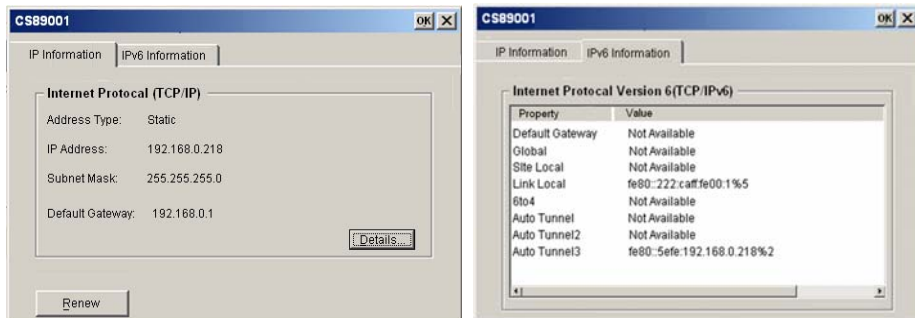 CS89001 OK X
IP Information IPv6 Information
Internet Protocal (TCP/IP)
Address Type: Static
IP Address: 192.168.0.218
Subnet Mask: 255.255.255.0
Default Gateway: 192.168.0.1
Details...
Renew
CS89001 OK X
IP Information IPv6 Information
Internet Protocal Version 6(TCP/IPv6)
Property Value
Default Gateway Not Available
Global Not Available
Site Local Not Available
Link Local fe80::222:caff:fe00:1%5
6to4 Not Available
Auto Tunnel Not Available
Auto Tunnel2 Not Available
Auto Tunnel3 fe80::5efe:192.168.0.218%2